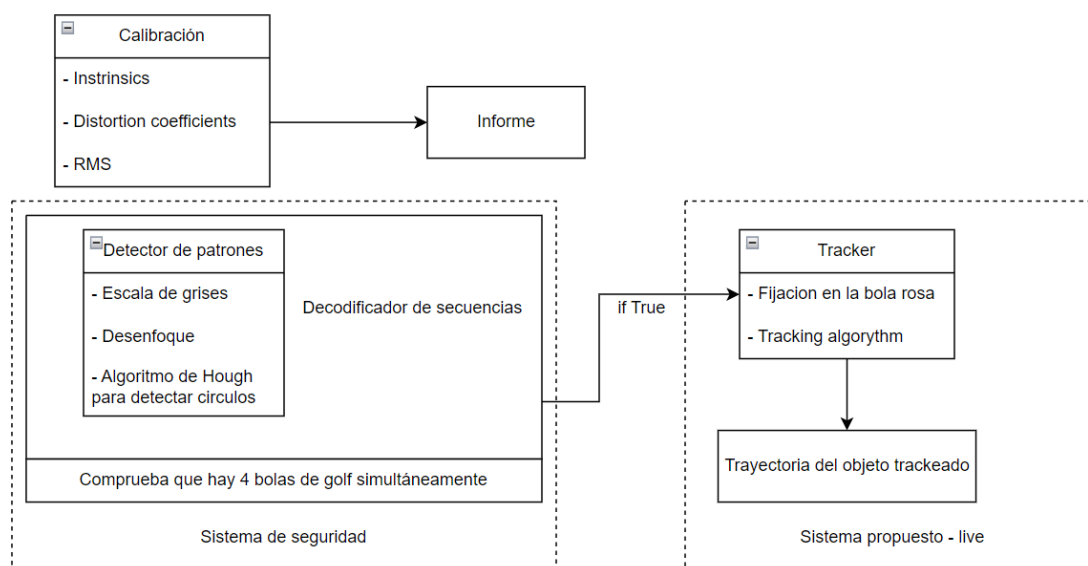 Calibración
- Instrinsics
- Distortion coefficients
- RMS
Informe
Detector de patrones
- Escala de grises
- Desenfoque
- Algoritmo de Hough
para detectar circulos
Decodificador de secuencias
Comprueba que hay 4 bolas de golf simultáneamente
Sistema de seguridad
if True
Tracker
- Fijacion en la bola rosa
- Tracking algorythm
Trayectoria del objeto trackeado
Sistema propuesto - live